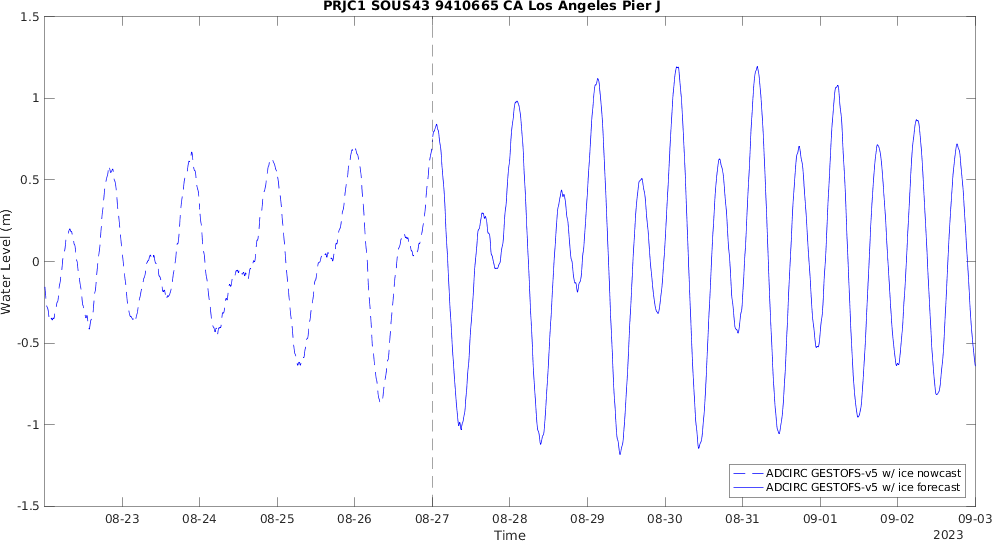 PRJC1 SOUS43 9410665 CA Los Angeles Pier J
1.5
1
0.5
0
-0.5
-1
-1.5
Water Level (m)
ADCIRC GESTOFS-v5 w/ ice nowcast
ADCIRC GESTOFS-v5 w/ ice forecast
08-23 08-24 08-25 08-26 08-27 08-28 08-29 08-30 08-31 09-01 09-02 09-03
Time
2023